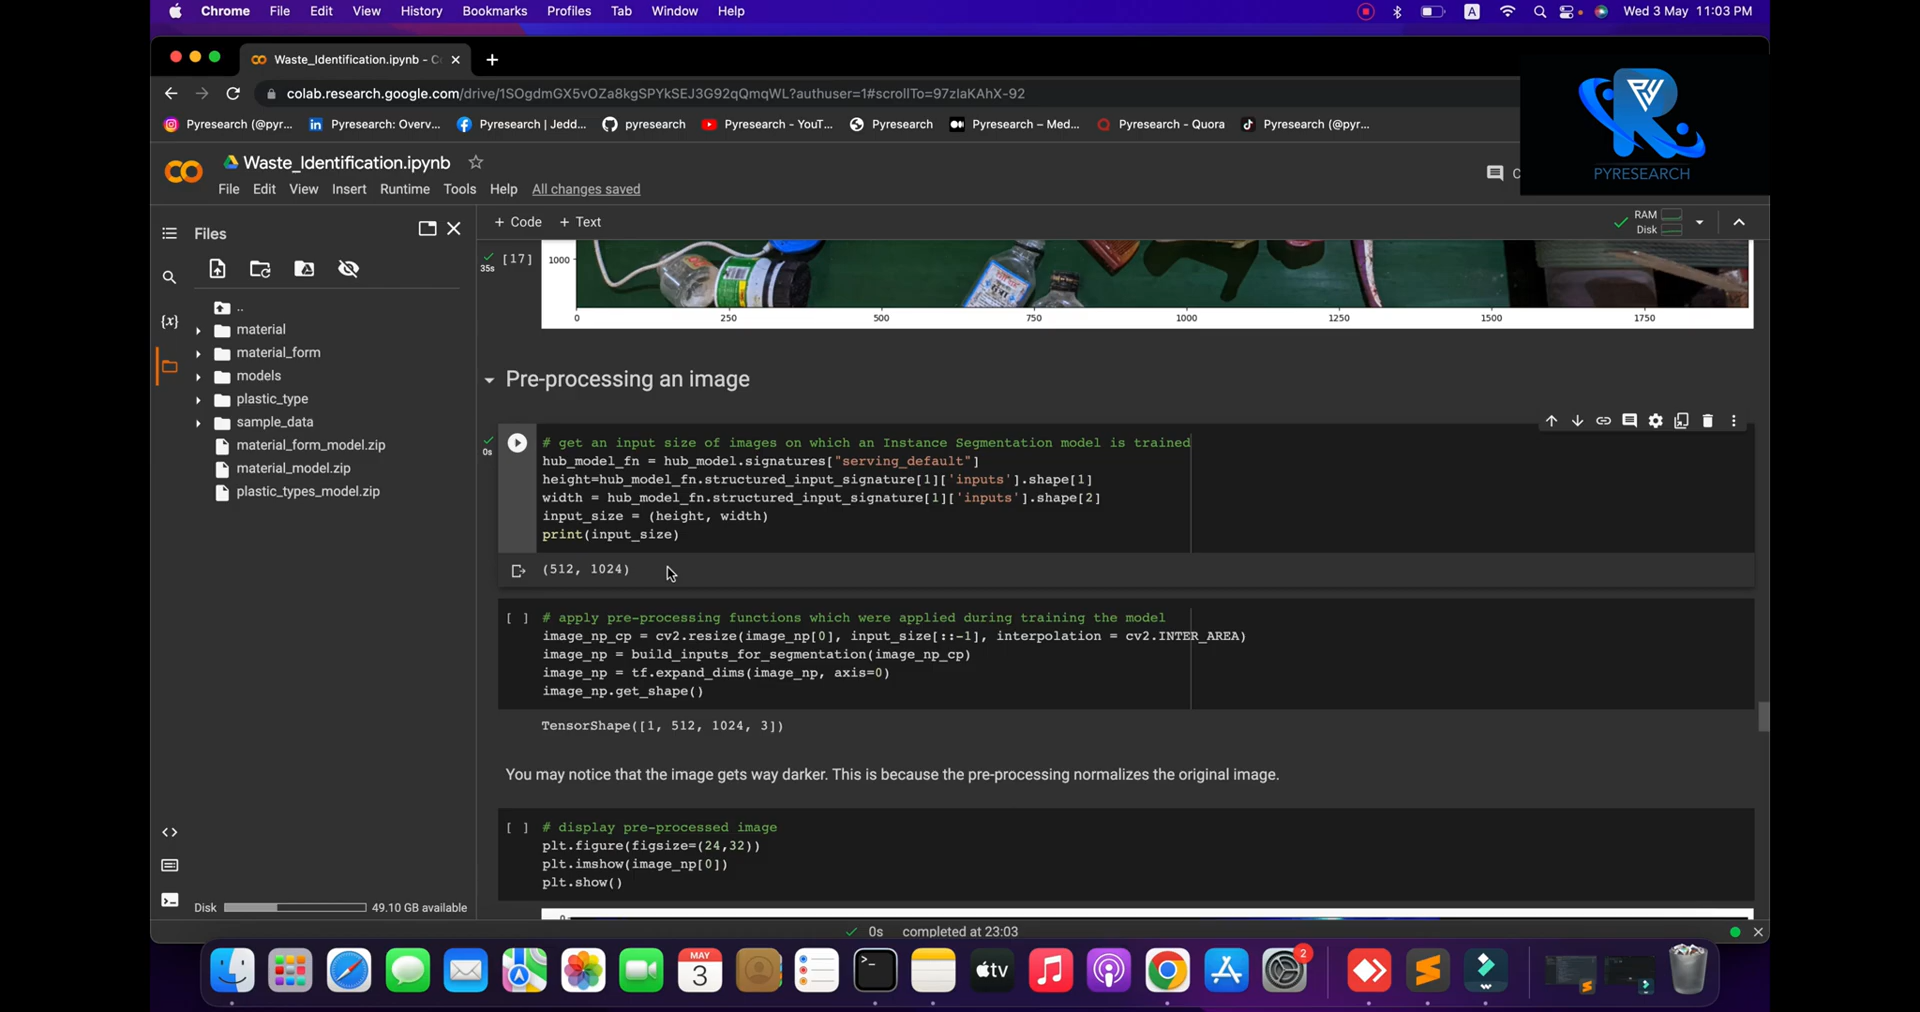 Chrome File Edit View History Bookmarks Profiles Tab Window Help
A Wed 3 May 11:03 PM
Waste_Identification.ipynb - C
colab.research.google.com/drive/1SOgdmGX5vOZa8kgSPYkSEJ3G92qQmqWL?authuser=1#scrollTo=97zlaKAhX-92
Pyresearch (@pyr... Pyresearch: Overv... Pyresearch | Jedd... pyresearch Pyresearch - YouT... Pyresearch Pyresearch – Med... Pyresearch - Quora Pyresearch (@pyr...
PYRESEARCH
Waste_Identification.ipynb
File Edit View Insert Runtime Tools Help All changes saved
C
Files
+ Code + Text
RAM
Disk
..
material
material_form
models
plastic_type
sample_data
material_form_model.zip
material_model.zip
plastic_types_model.zip
Disk 49.10 GB available
35s [17] 1000
0 250 500 750 1000 1250 1500 1750
Pre-processing an image
0s
# get an input size of images on which an Instance Segmentation model is trained
hub_model_fn = hub_model.signatures["serving_default"]
height=hub_model_fn.structured_input_signature[1]['inputs'].shape[1]
width = hub_model_fn.structured_input_signature[1]['inputs'].shape[2]
input_size = (height, width)
print(input_size)
(512, 1024)
[ ] # apply pre-processing functions which were applied during training the model
image_np_cp = cv2.resize(image_np[0], input_size[::-1], interpolation = cv2.INTER_AREA)
image_np = build_inputs_for_segmentation(image_np_cp)
image_np = tf.expand_dims(image_np, axis=0)
image_np.get_shape()
TensorShape([1, 512, 1024, 3])
You may notice that the image gets way darker. This is because the pre-processing normalizes the original image.
[ ] # display pre-processed image
plt.figure(figsize=(24,32))
plt.imshow(image_np[0])
plt.show()
0
0s completed at 23:03
MAY
3
tv
2